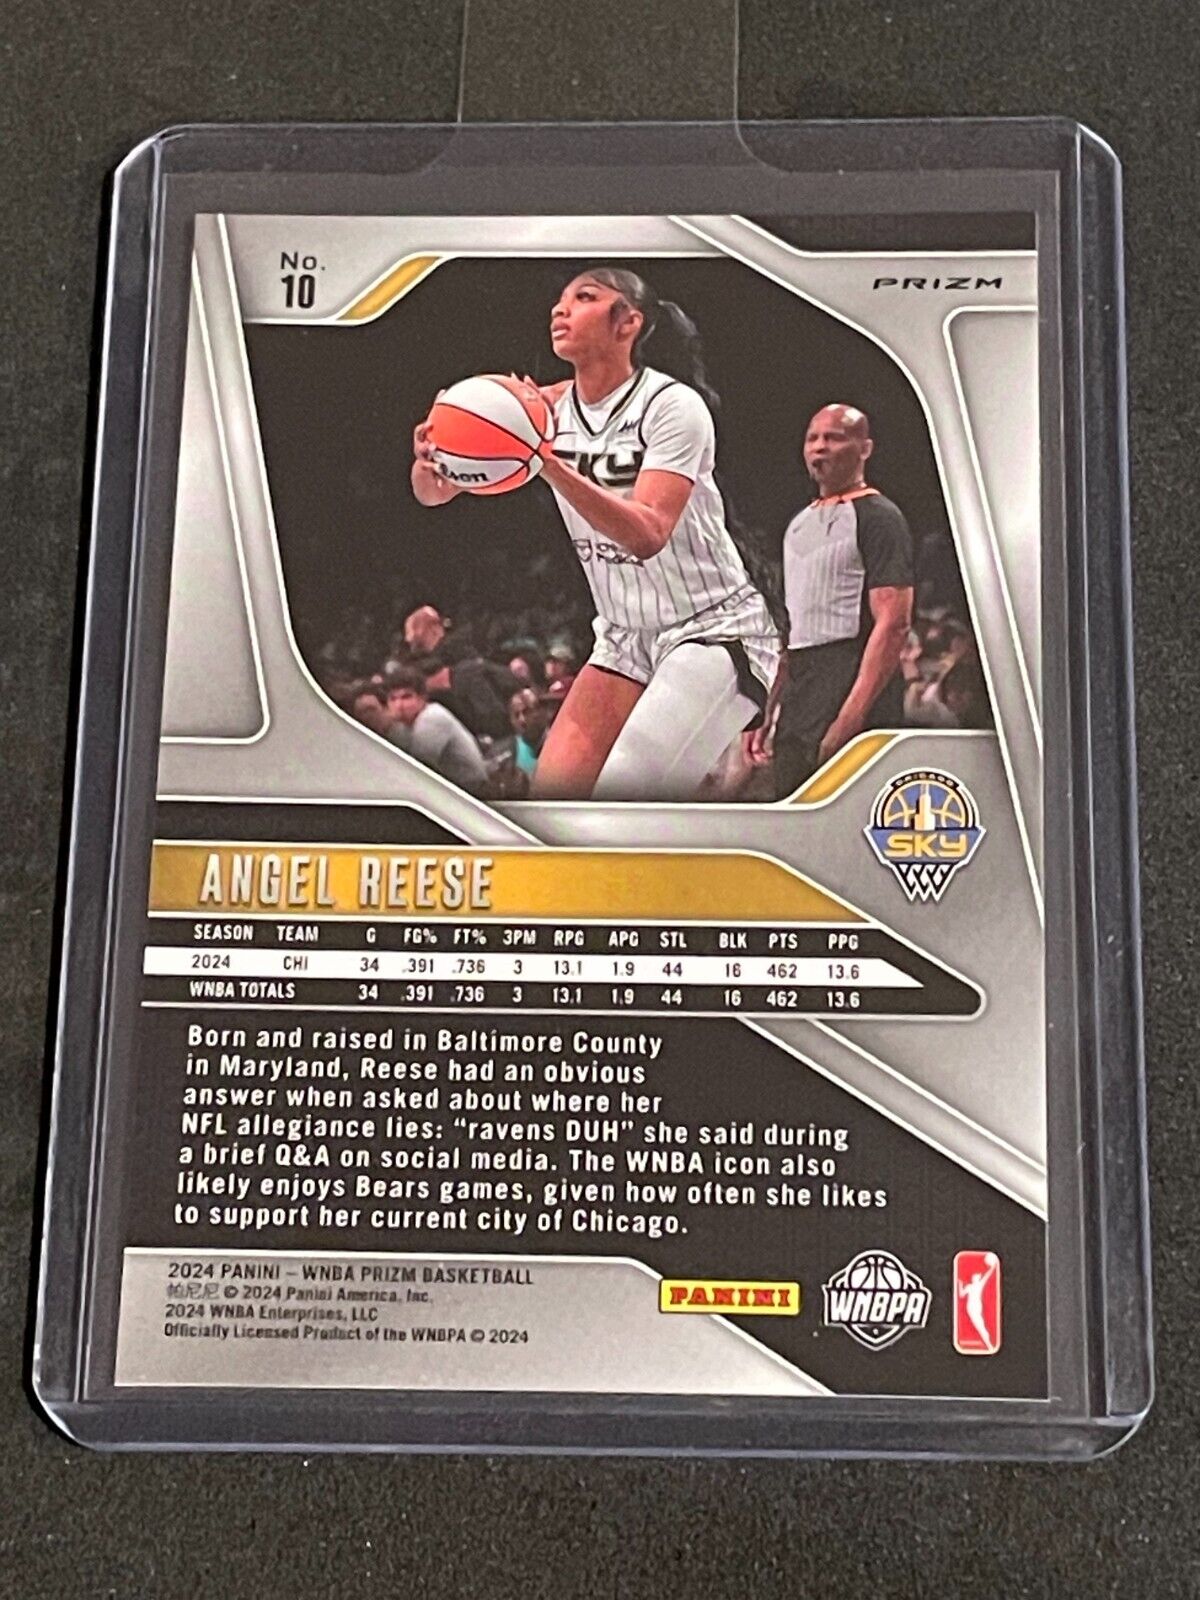 No.
10
PRIZM
WILSON
SKY
CHICAGO
SKY
ANGEL REESE
SEASON TEAM G FG% FT% 3PM RPG APG STL BLK PTS PPG
2024 CHI 34 .391 .736 3 13.1 1.9 44 16 462 13.6
WNBA TOTALS 34 .391 .736 3 13.1 1.9 44 16 462 13.6
Born and raised in Baltimore County
in Maryland, Reese had an obvious
answer when asked about where her
NFL allegiance lies: “ravens DUH” she said during
a brief Q&A on social media. The WNBA icon also
likely enjoys Bears games, given how often she likes
to support her current city of Chicago.
2024 PANINI – WNBA PRIZM BASKETBALL
帕尼尼 © 2024 Panini America, Inc.
2024 WNBA Enterprises, LLC
Officially Licensed Product of the WNBPA © 2024
PANINI
WNBPA